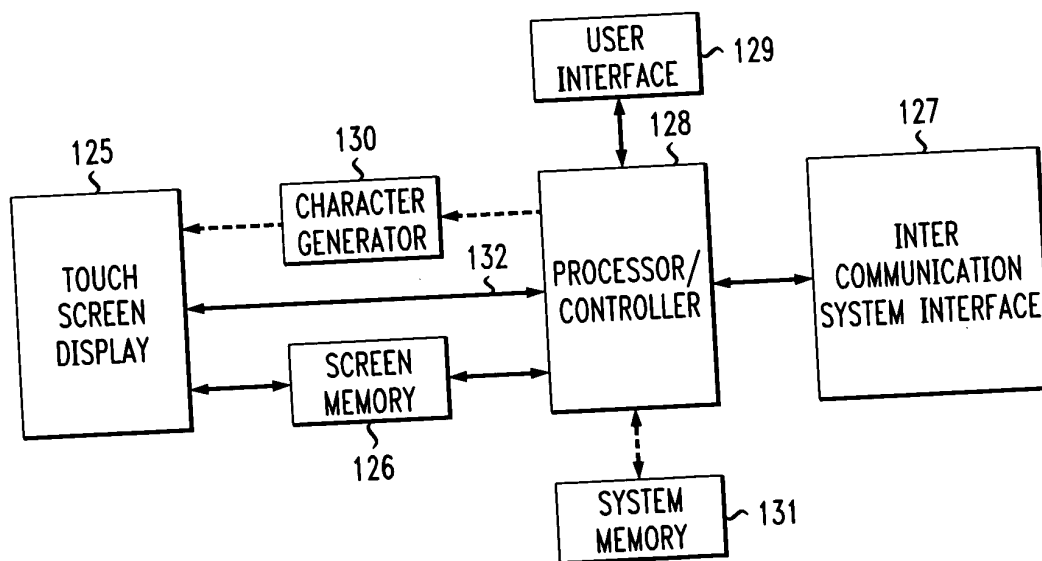 USER
INTERFACE
129
125
130
128
127
CHARACTER
GENERATOR
132
TOUCH
SCREEN
DISPLAY
PROCESSOR/
CONTROLLER
INTER
COMMUNICATION
SYSTEM INTERFACE
SCREEN
MEMORY
126
SYSTEM
MEMORY
131